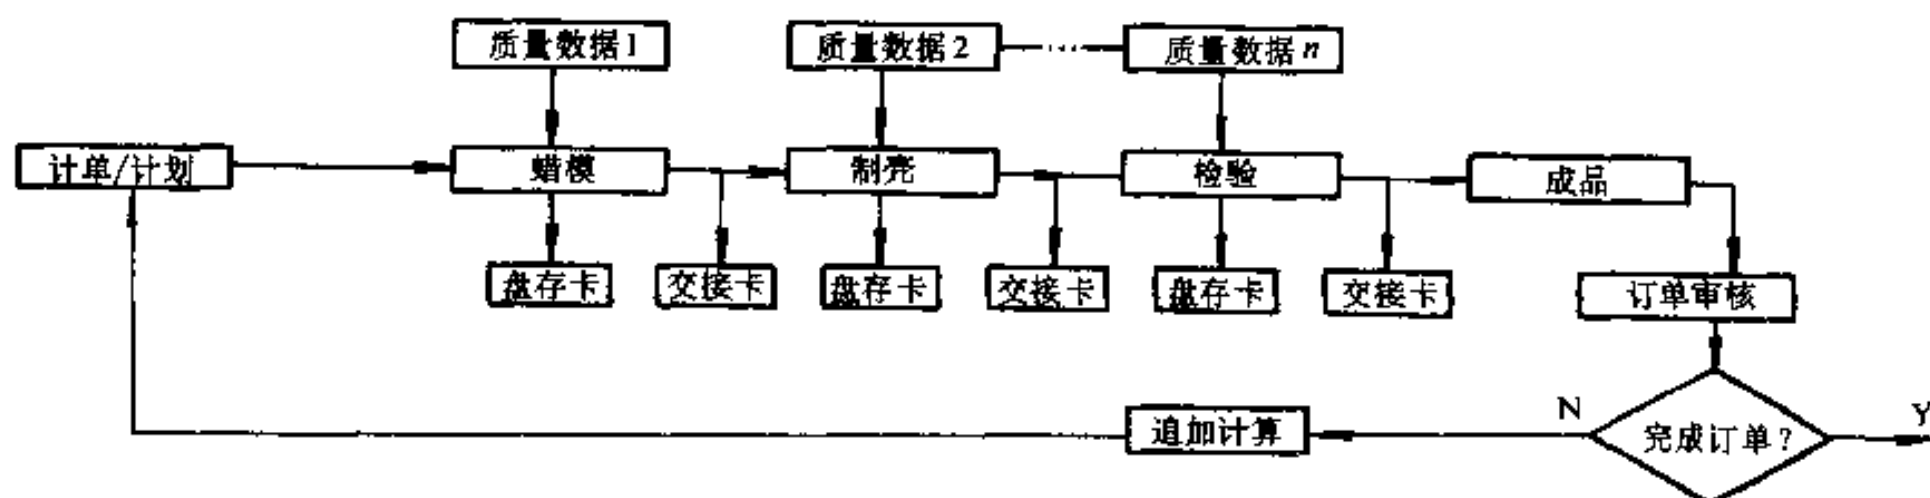 质量数据1
质量数据2
质量数据n
计单/计划
蜡模
制壳
检验
成品
盘存卡
交接卡
盘存卡
交接卡
盘存卡
交接卡
订单审核
N
Y
追加计算
完成订单?